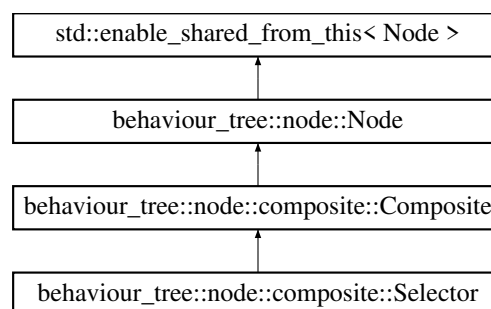 std::enable_shared_from_this< Node >
behaviour_tree::node::Node
behaviour_tree::node::composite::Composite
behaviour_tree::node::composite::Selector